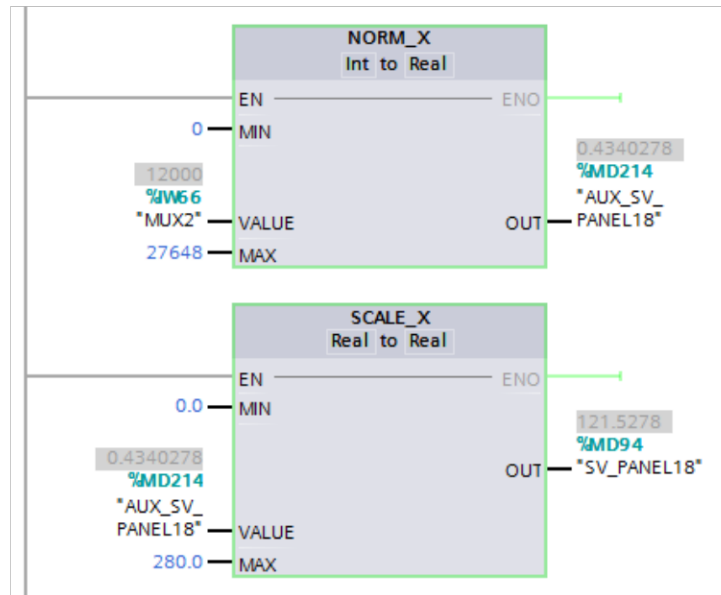 NORM_X
Int to Real
EN ENO
0 MIN
0.4340278
%MD214
12000
"AUX_SV_
%IW66
"MUX2" VALUE OUT PANEL18"
27648 MAX
SCALE_X
Real to Real
EN ENO
0.0 MIN
121.5278
%MD94
0.4340278
OUT "SV_PANEL18"
%MD214
"AUX_SV_
PANEL18" VALUE
280.0 MAX